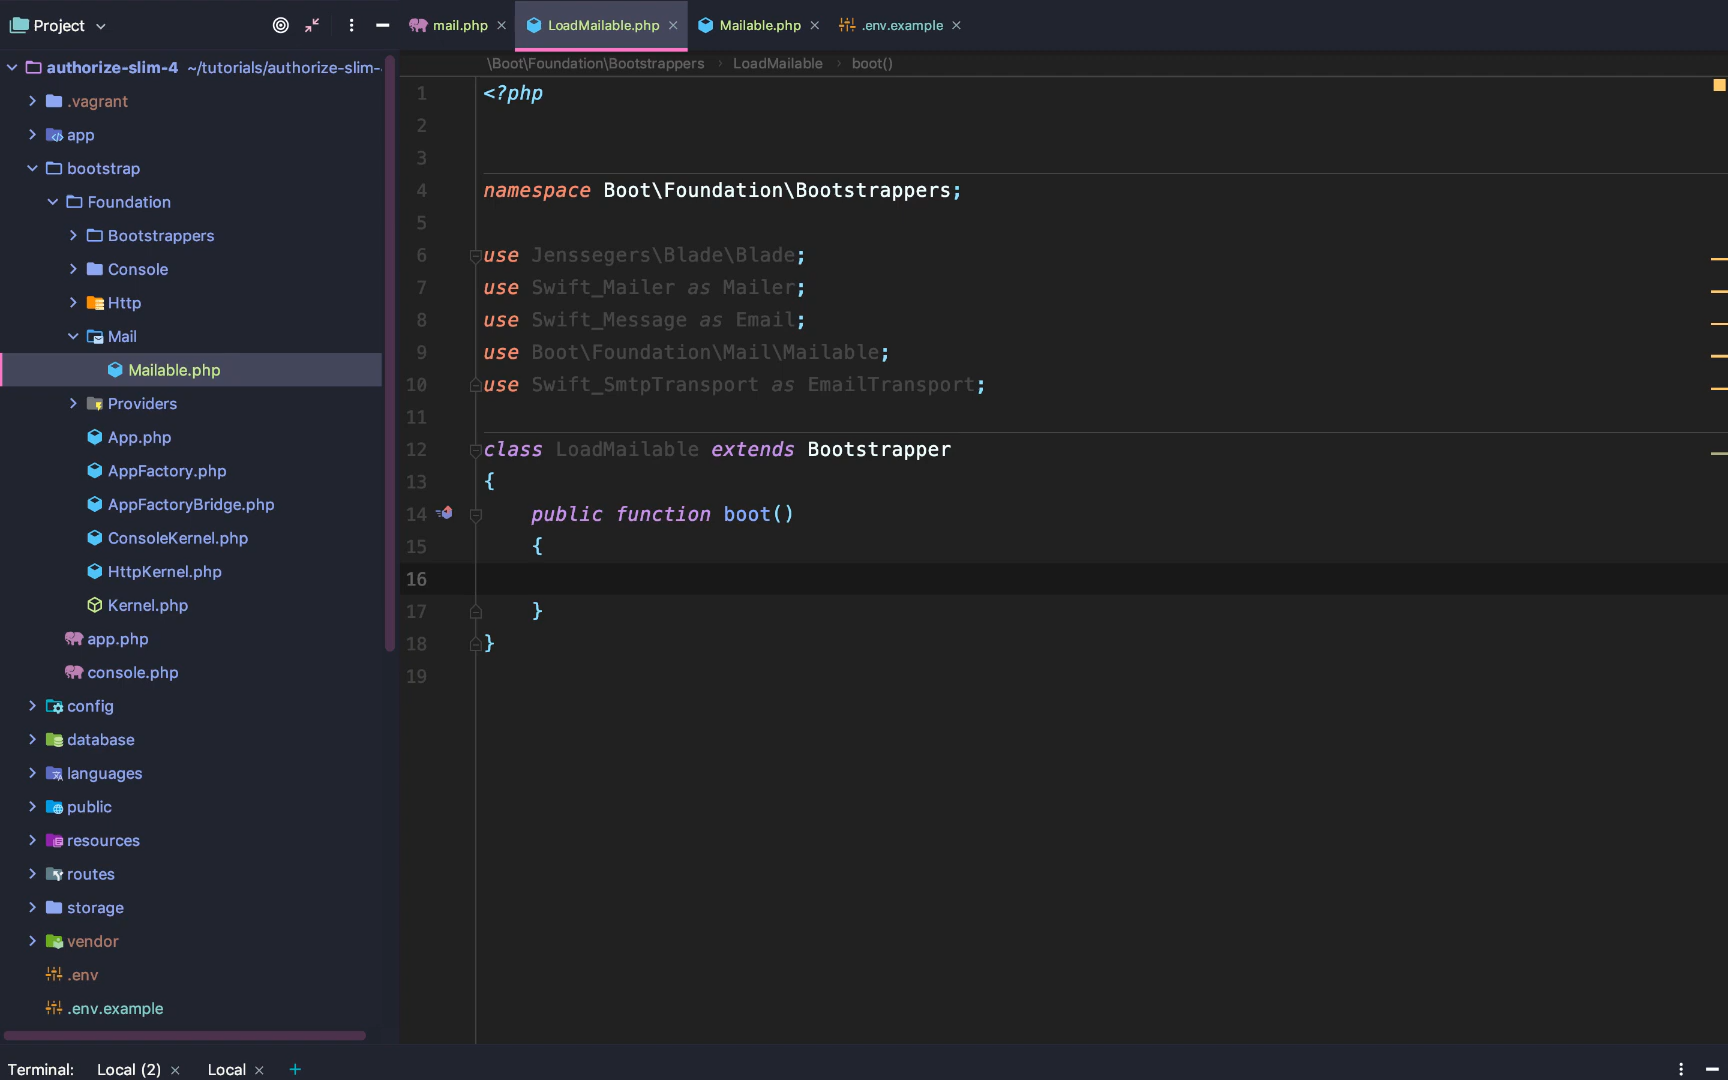 Project
mail.php
LoadMailable.php
Mailable.php
.env.example
authorize-slim-4 ~/tutorials/authorize-slim-
.vagrant
app
bootstrap
Foundation
Bootstrappers
Console
Http
Mail
Mailable.php
Providers
App.php
AppFactory.php
AppFactoryBridge.php
ConsoleKernel.php
HttpKernel.php
Kernel.php
app.php
console.php
config
database
languages
public
resources
routes
storage
vendor
.env
.env.example
\Boot\Foundation\Bootstrappers › LoadMailable › boot()
1 <?php
2
3
4 namespace Boot\Foundation\Bootstrappers;
5
6 use Jenssegers\Blade\Blade;
7 use Swift_Mailer as Mailer;
8 use Swift_Message as Email;
9 use Boot\Foundation\Mail\Mailable;
10 use Swift_SmtpTransport as EmailTransport;
11
12 class LoadMailable extends Bootstrapper
13 {
14 public function boot()
15 {
16
17 }
18 }
19
Terminal: Local (2) × Local × +